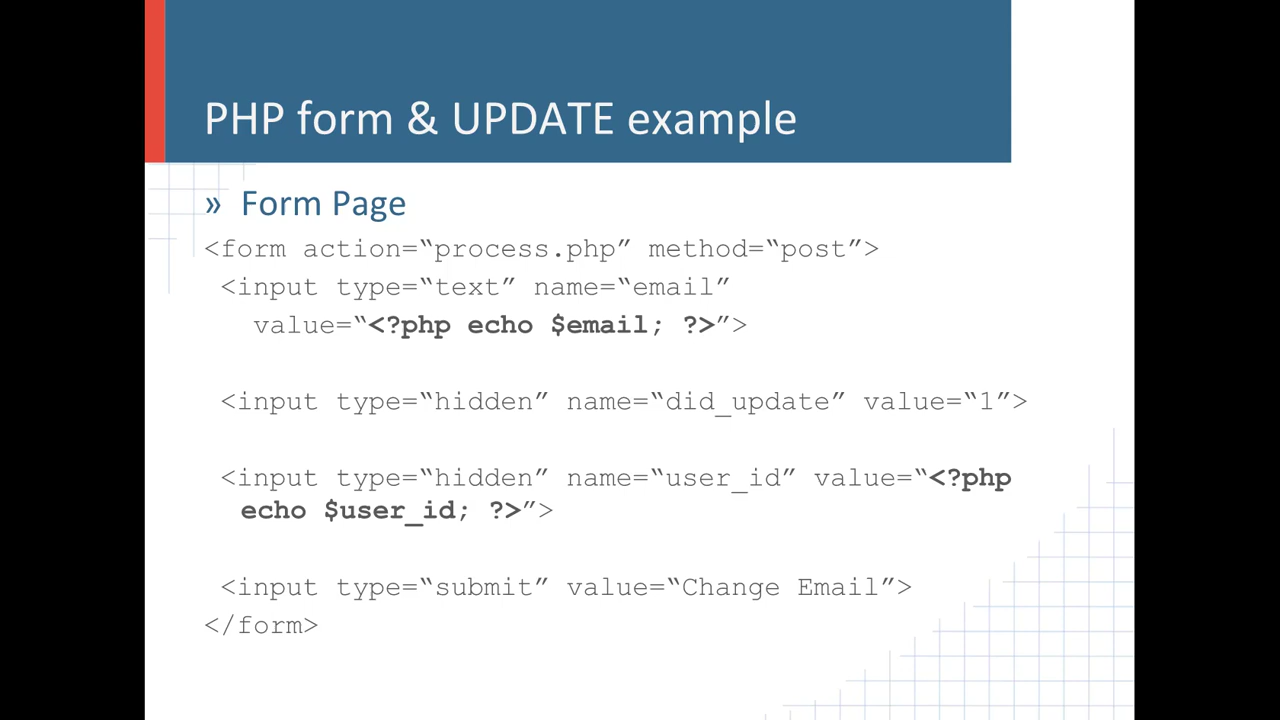 PHP form & UPDATE example
» Form Page
<form action=“process.php” method=“post”>
<input type=“text” name=“email”
value=“<?php echo $email; ?>”>
<input type=“hidden” name=“did_update” value=“1”>
<input type=“hidden” name=“user_id” value=“<?php
echo $user_id; ?>”>
<input type=“submit” value=“Change Email”>
</form>